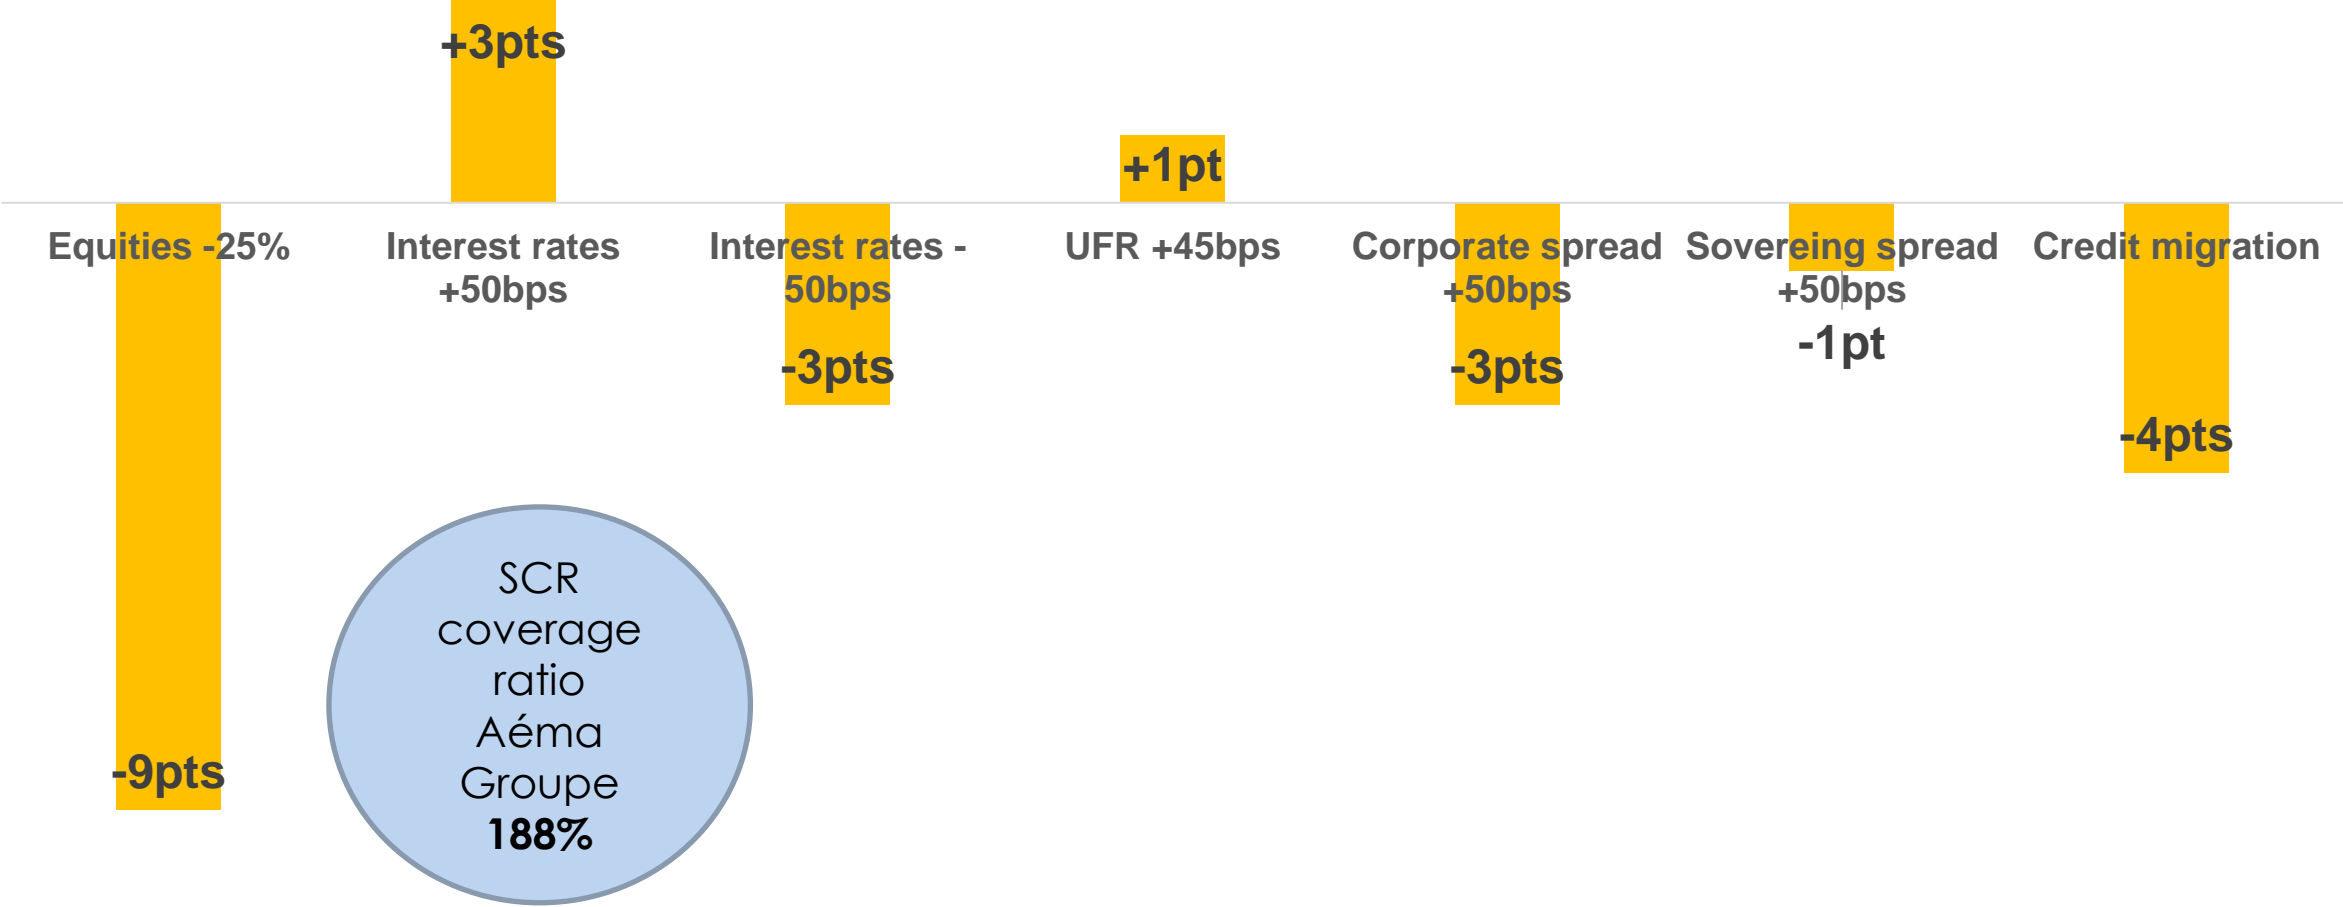 +3pts
+1pt
Equities -25%
Interest rates
+50bps
Interest rates -
50bps
UFR +45bps
Corporate spread
+50bps
Sovereing spread
+50bps
Credit migration
-3pts
-3pts
-1pt
-4pts
-9pts
SCR
coverage
ratio
Aéma
Groupe
188%